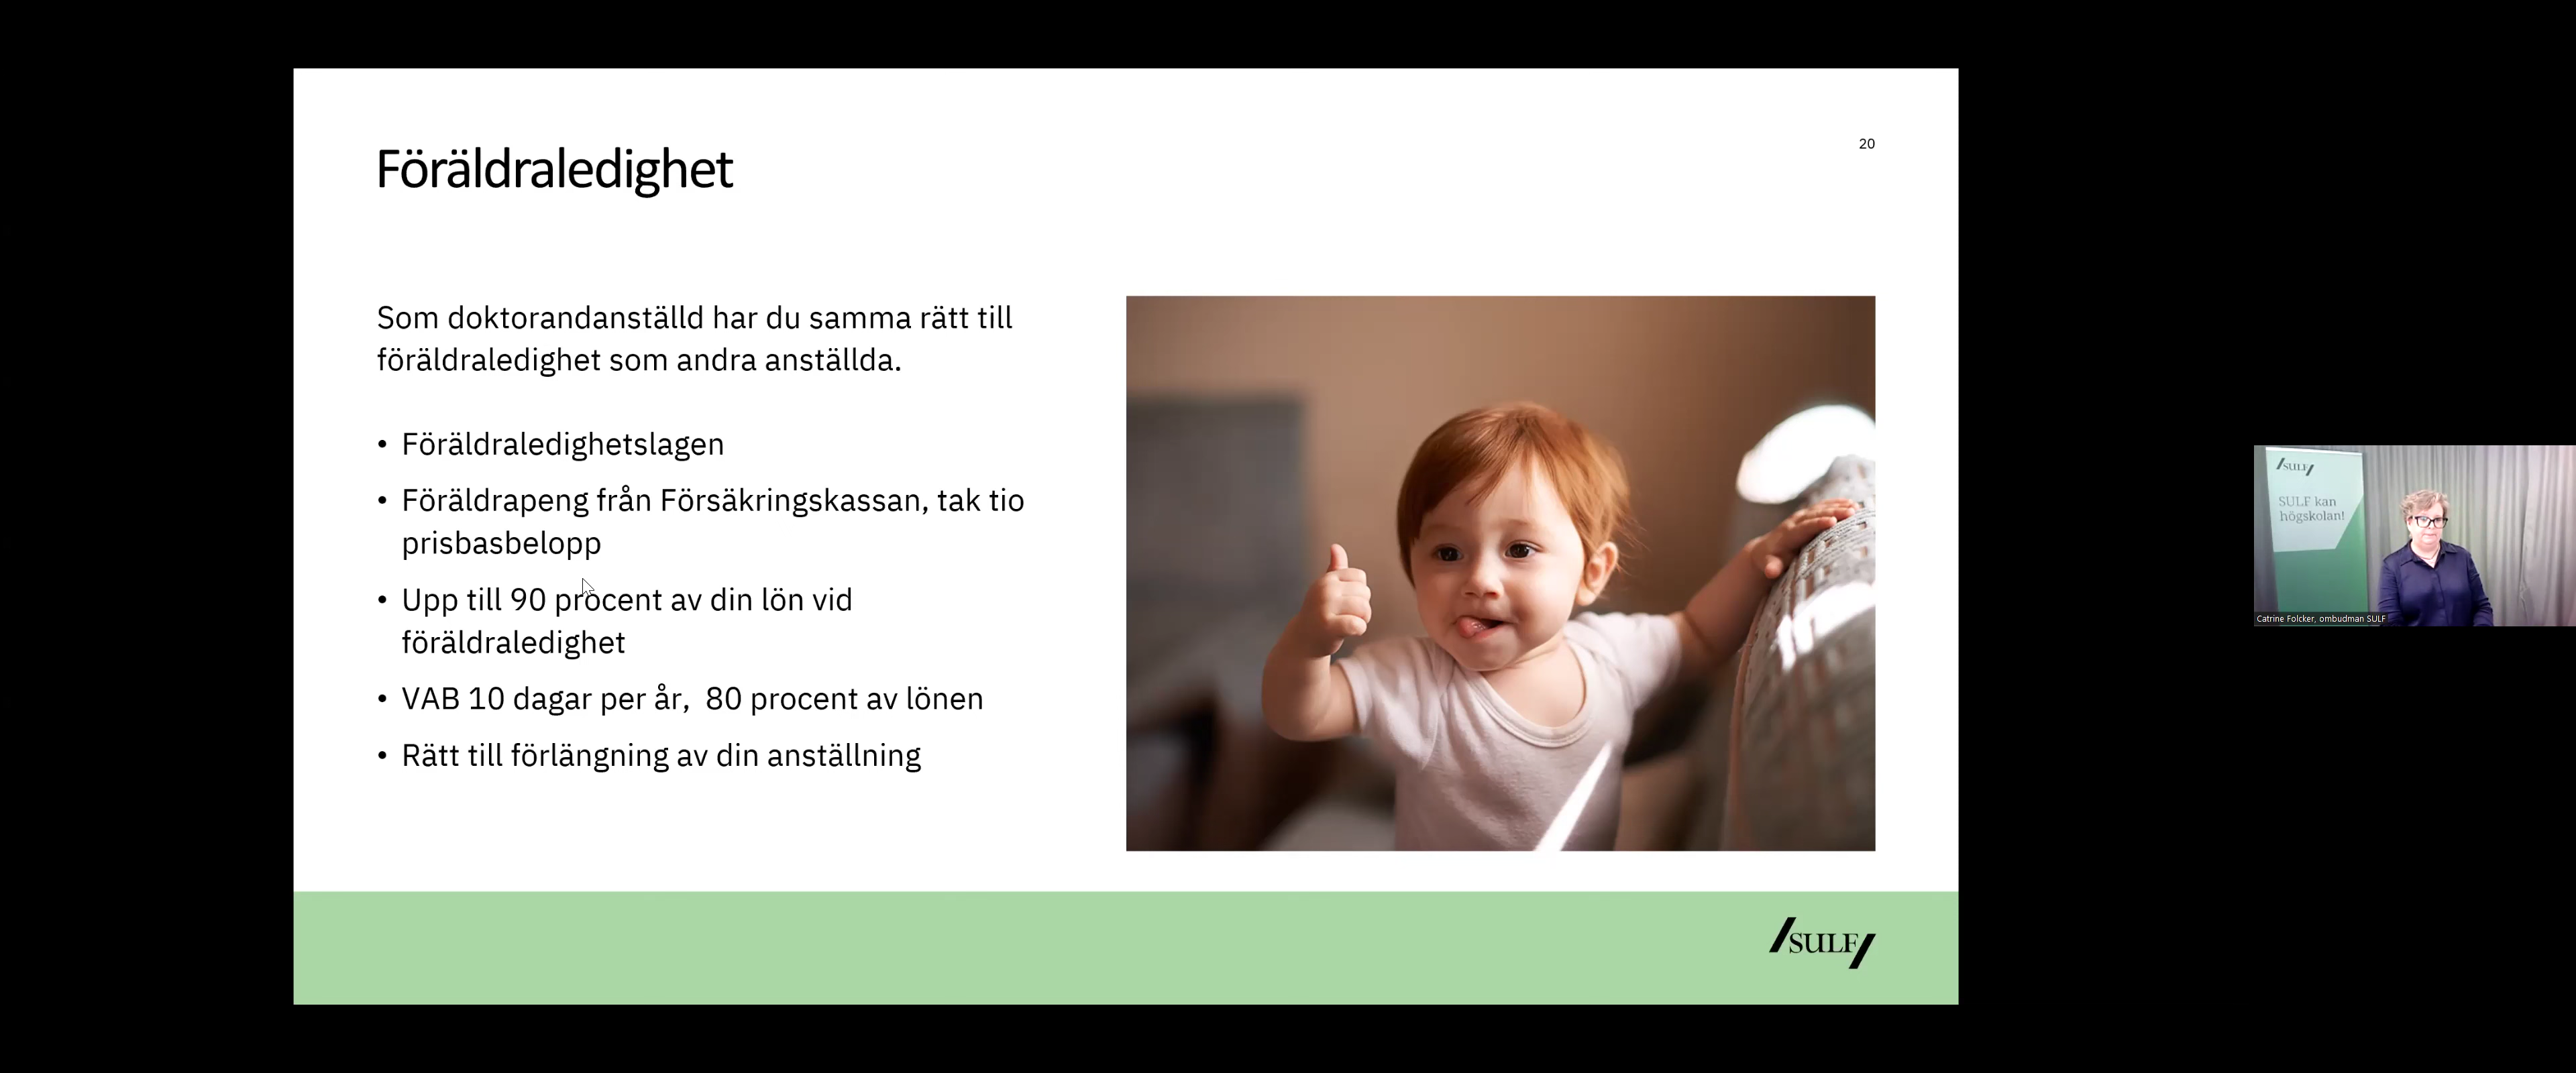 Föräldraledighet
20
Som doktorandanställd har du samma rätt till
föräldraledighet som andra anställda.
• Föräldraledighetslagen
• Föräldrapeng från Försäkringskassan, tak tio
prisbasbelopp
• Upp till 90 procent av din lön vid
föräldraledighet
• VAB 10 dagar per år,  80 procent av lönen
• Rätt till förlängning av din anställning
/SULF/
/SULF/
SULF kan
högskolan!
Catrine Folcker, ombudman SULF